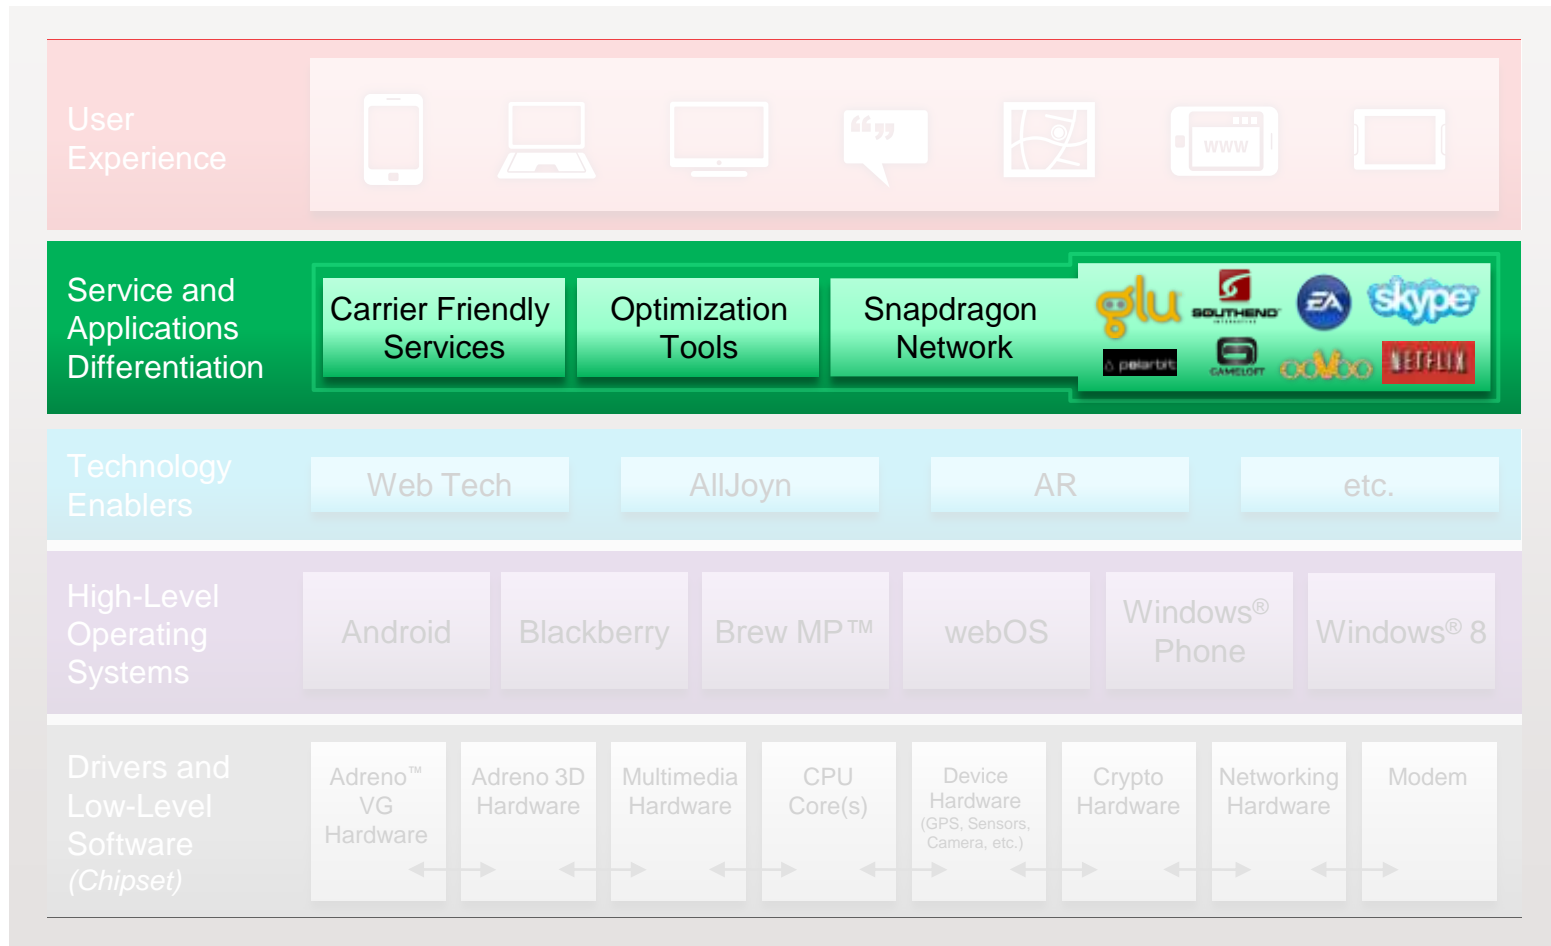 User
Experience
“„
WWW
Service and
Applications
Differentiation
Carrier Friendly
Services
Optimization
Tools
Snapdragon
Network
glu
SOUTHEND
EA
skype
polarbit
GAMELOFT
ooVoo
NETFLIX
Technology
Enablers
Web Tech
AllJoyn
AR
etc.
High-Level
Operating
Systems
Android
Blackberry
Brew MP™
webOS
Windows®
Phone
Windows® 8
Drivers and
Low-Level
Software
(Chipset)
Adreno™
VG
Hardware
Adreno 3D
Hardware
Multimedia
Hardware
CPU
Core(s)
Device
Hardware
(GPS, Sensors,
Camera, etc.)
Crypto
Hardware
Networking
Hardware
Modem